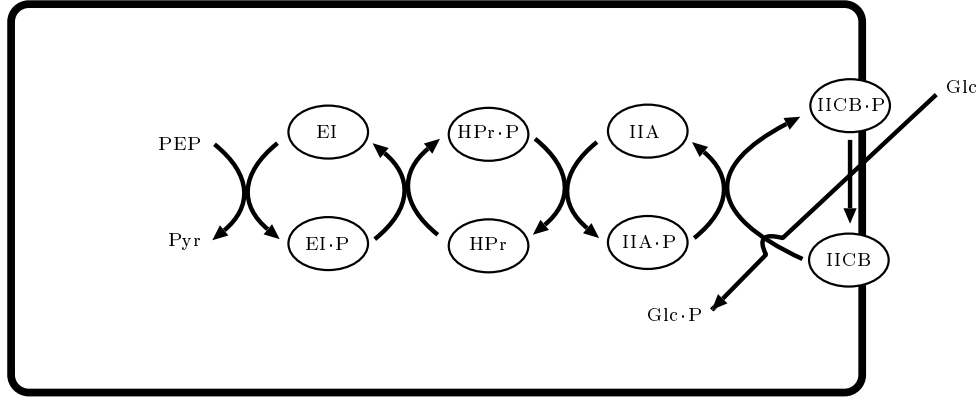 IICB·P
Glc
PEP
EI
HPr·P
IIA
Pyr
EI·P
HPr
IIA·P
IICB
Glc·P